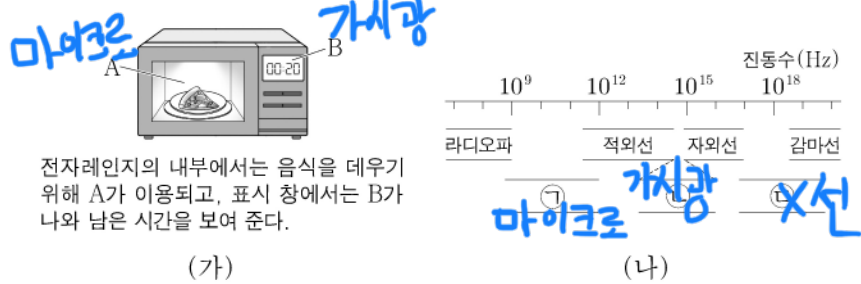 마이크로
가시광
A
B
00:20
전자레인지의 내부에서는 음식을 데우기
위해 A가 이용되고, 표시 창에서는 B가
나와 남은 시간을 보여 준다.
(가)
진동수(Hz)
10⁹ 10¹² 10¹⁵ 10¹⁸
라디오파 적외선 자외선 감마선
가시광
㉠ ㉡ ㉢
마이크로 X선
(나)